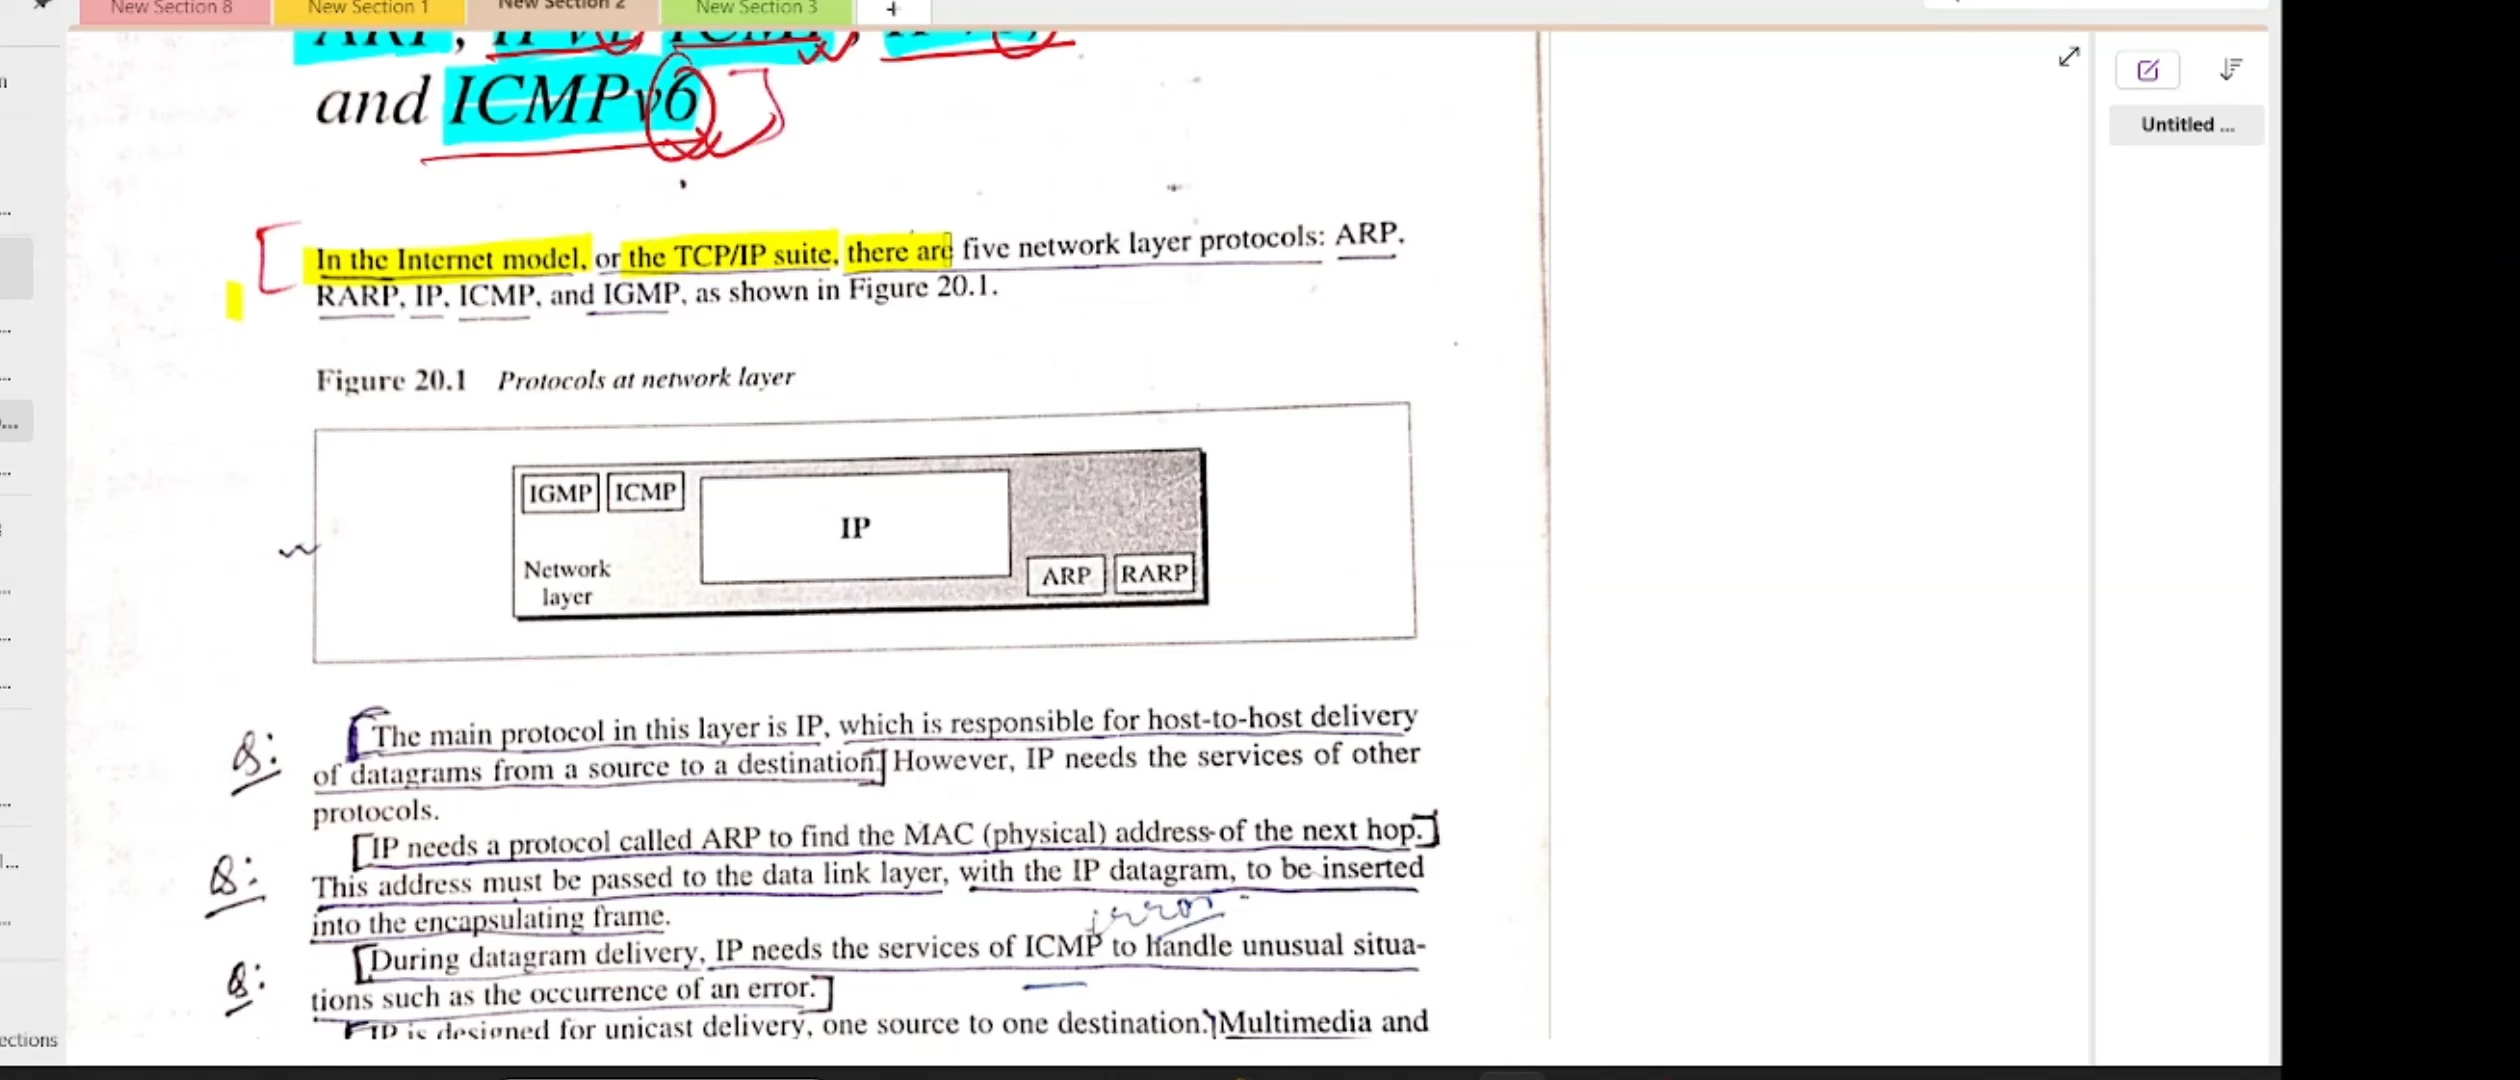 New Section 8 New Section 1 New Section 2 New Section 3 +
ARP, IPv4, ICMP, IPv6,
and ICMPv6
Untitled ...
In the Internet model, or the TCP/IP suite, there are five network layer protocols: ARP,
RARP, IP, ICMP, and IGMP, as shown in Figure 20.1.
Figure 20.1 Protocols at network layer
IGMP ICMP
IP
Network
layer
ARP RARP
Q: The main protocol in this layer is IP, which is responsible for host-to-host delivery
of datagrams from a source to a destination. However, IP needs the services of other
protocols.
Q: IP needs a protocol called ARP to find the MAC (physical) address of the next hop.
This address must be passed to the data link layer, with the IP datagram, to be inserted
into the encapsulating frame.
error
Q: During datagram delivery, IP needs the services of ICMP to handle unusual situa-
tions such as the occurrence of an error.
IP is designed for unicast delivery, one source to one destination. Multimedia and
ections